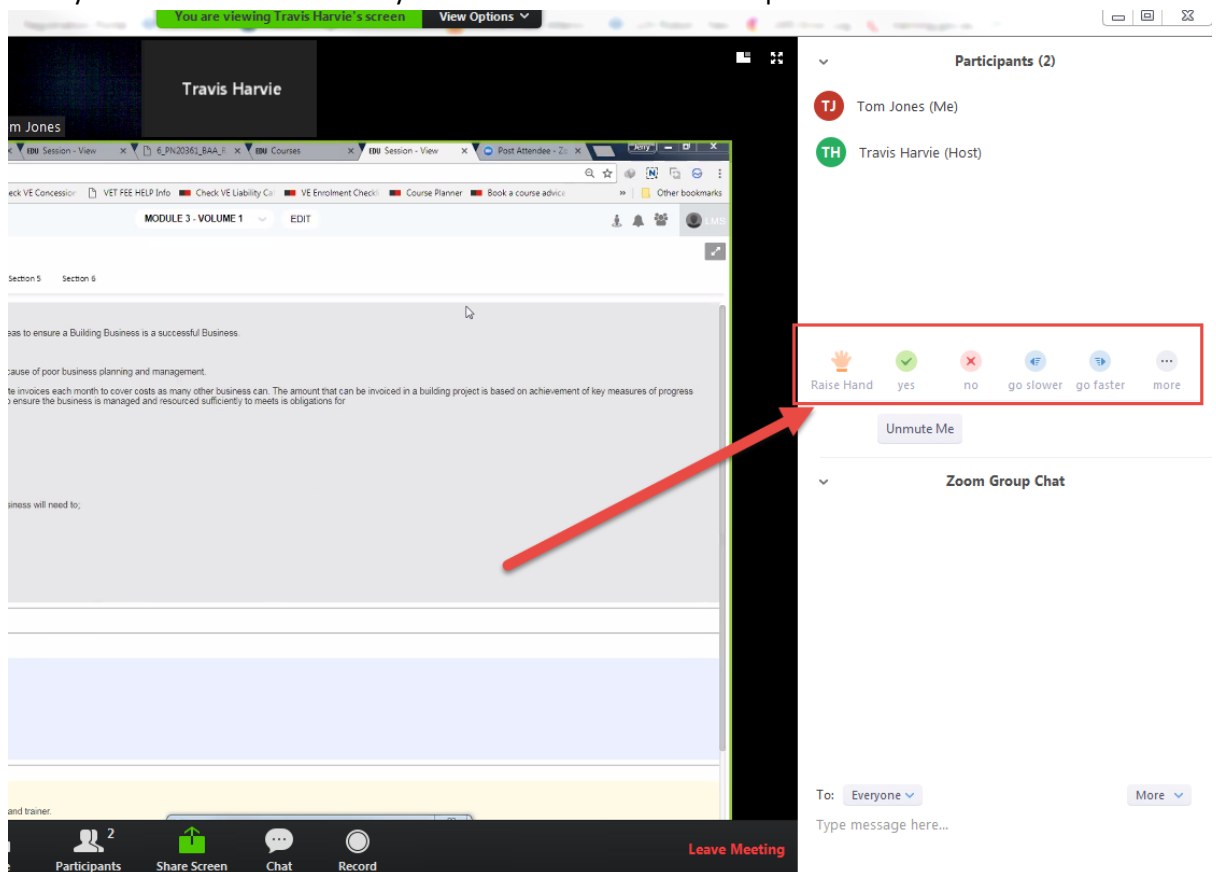 You are viewing Travis Harvie's screen View Options
Participants (2)
Travis Harvie
m Jones
TJ Tom Jones (Me)
TH Travis Harvie (Host)
EDU Session - View 6_PN20361_BAA_ EDU Courses EDU Session - View Post Attendee - Zo Jerry
eck VE Concession VET FEE HELP Info Check VE Liability Ca VE Enrolment Checkl Course Planner Book a course advice » Other bookmarks
MODULE 3 - VOLUME 1 EDIT LMS
Section 5 Section 6
eas to ensure a Building Business is a successful Business.
cause of poor business planning and management.
te invoices each month to cover costs as many other business can. The amount that can be invoiced in a building project is based on achievement of key measures of progress
o ensure the business is managed and resourced sufficiently to meets is obligations for
Raise Hand yes no go slower go faster more
Unmute Me
Zoom Group Chat
siness will need to;
To: Everyone More
Type message here...
and trainer.
2
Participants Share Screen Chat Record Leave Meeting